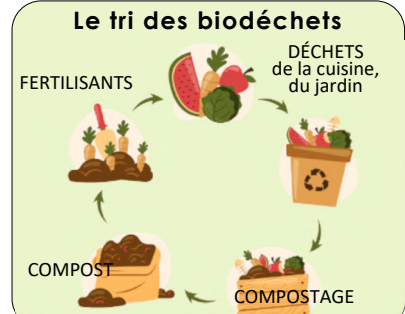 Le tri des biodéchets
DÉCHETS
de la cuisine,
du jardin
FERTILISANTS
COMPOST
COMPOSTAGE